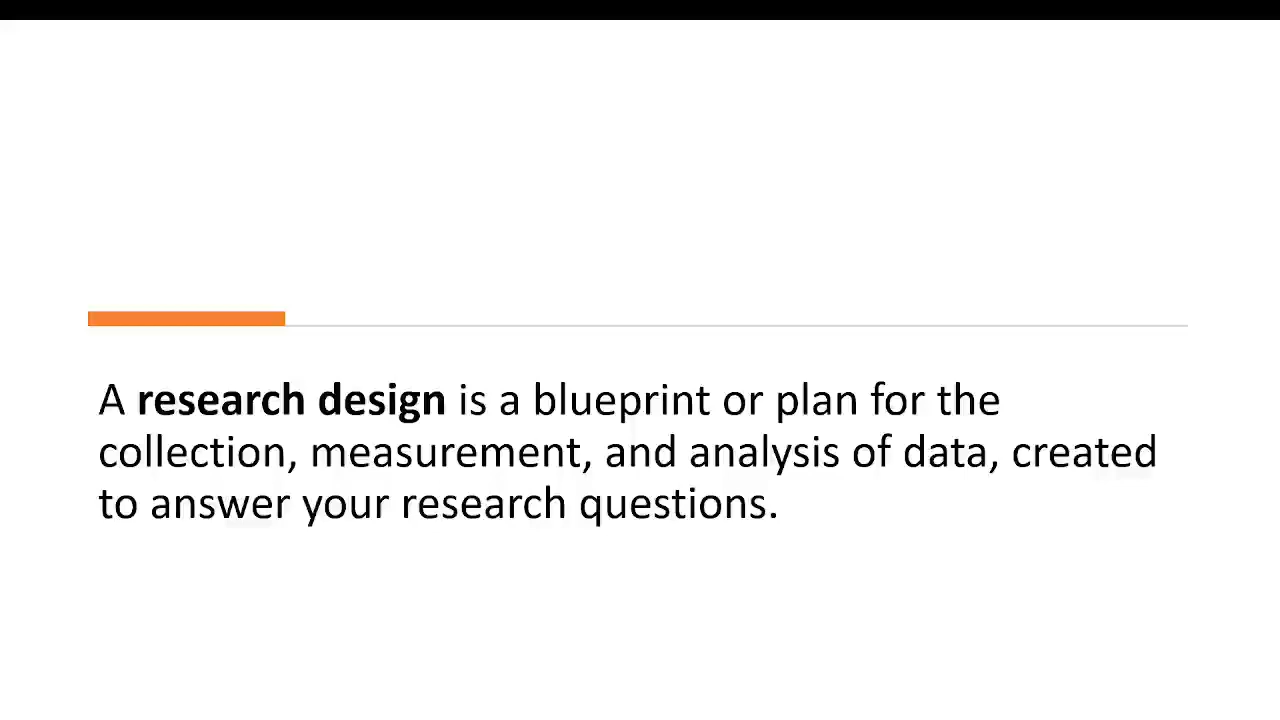 A research design is a blueprint or plan for the
collection, measurement, and analysis of data, created
to answer your research questions.